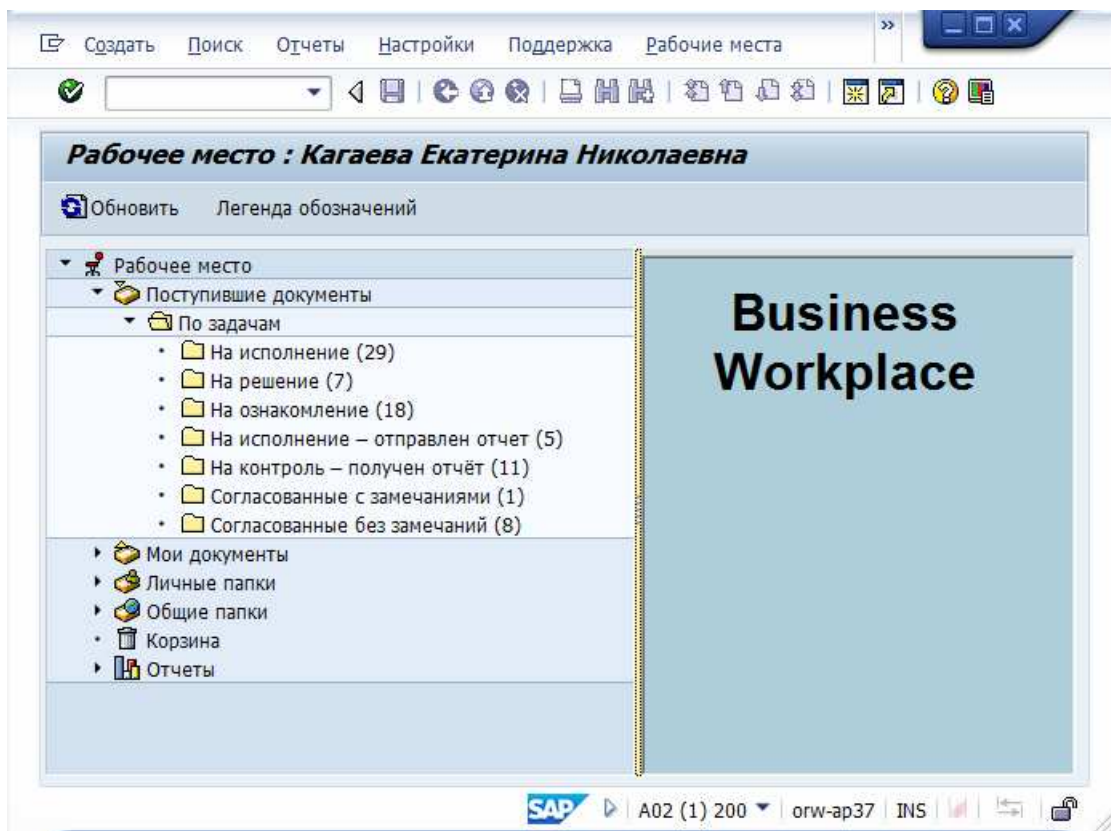 Создать Поиск Отчеты Настройки Поддержка Рабочие места »
Рабочее место : Кагаева Екатерина Николаевна
Обновить Легенда обозначений
Рабочее место
Поступившие документы
По задачам
На исполнение (29)
На решение (7)
На ознакомление (18)
На исполнение – отправлен отчет (5)
На контроль – получен отчёт (11)
Согласованные с замечаниями (1)
Согласованные без замечаний (8)
Мои документы
Личные папки
Общие папки
Корзина
Отчеты
Business
Workplace
SAP A02 (1) 200 orw-ap37 INS